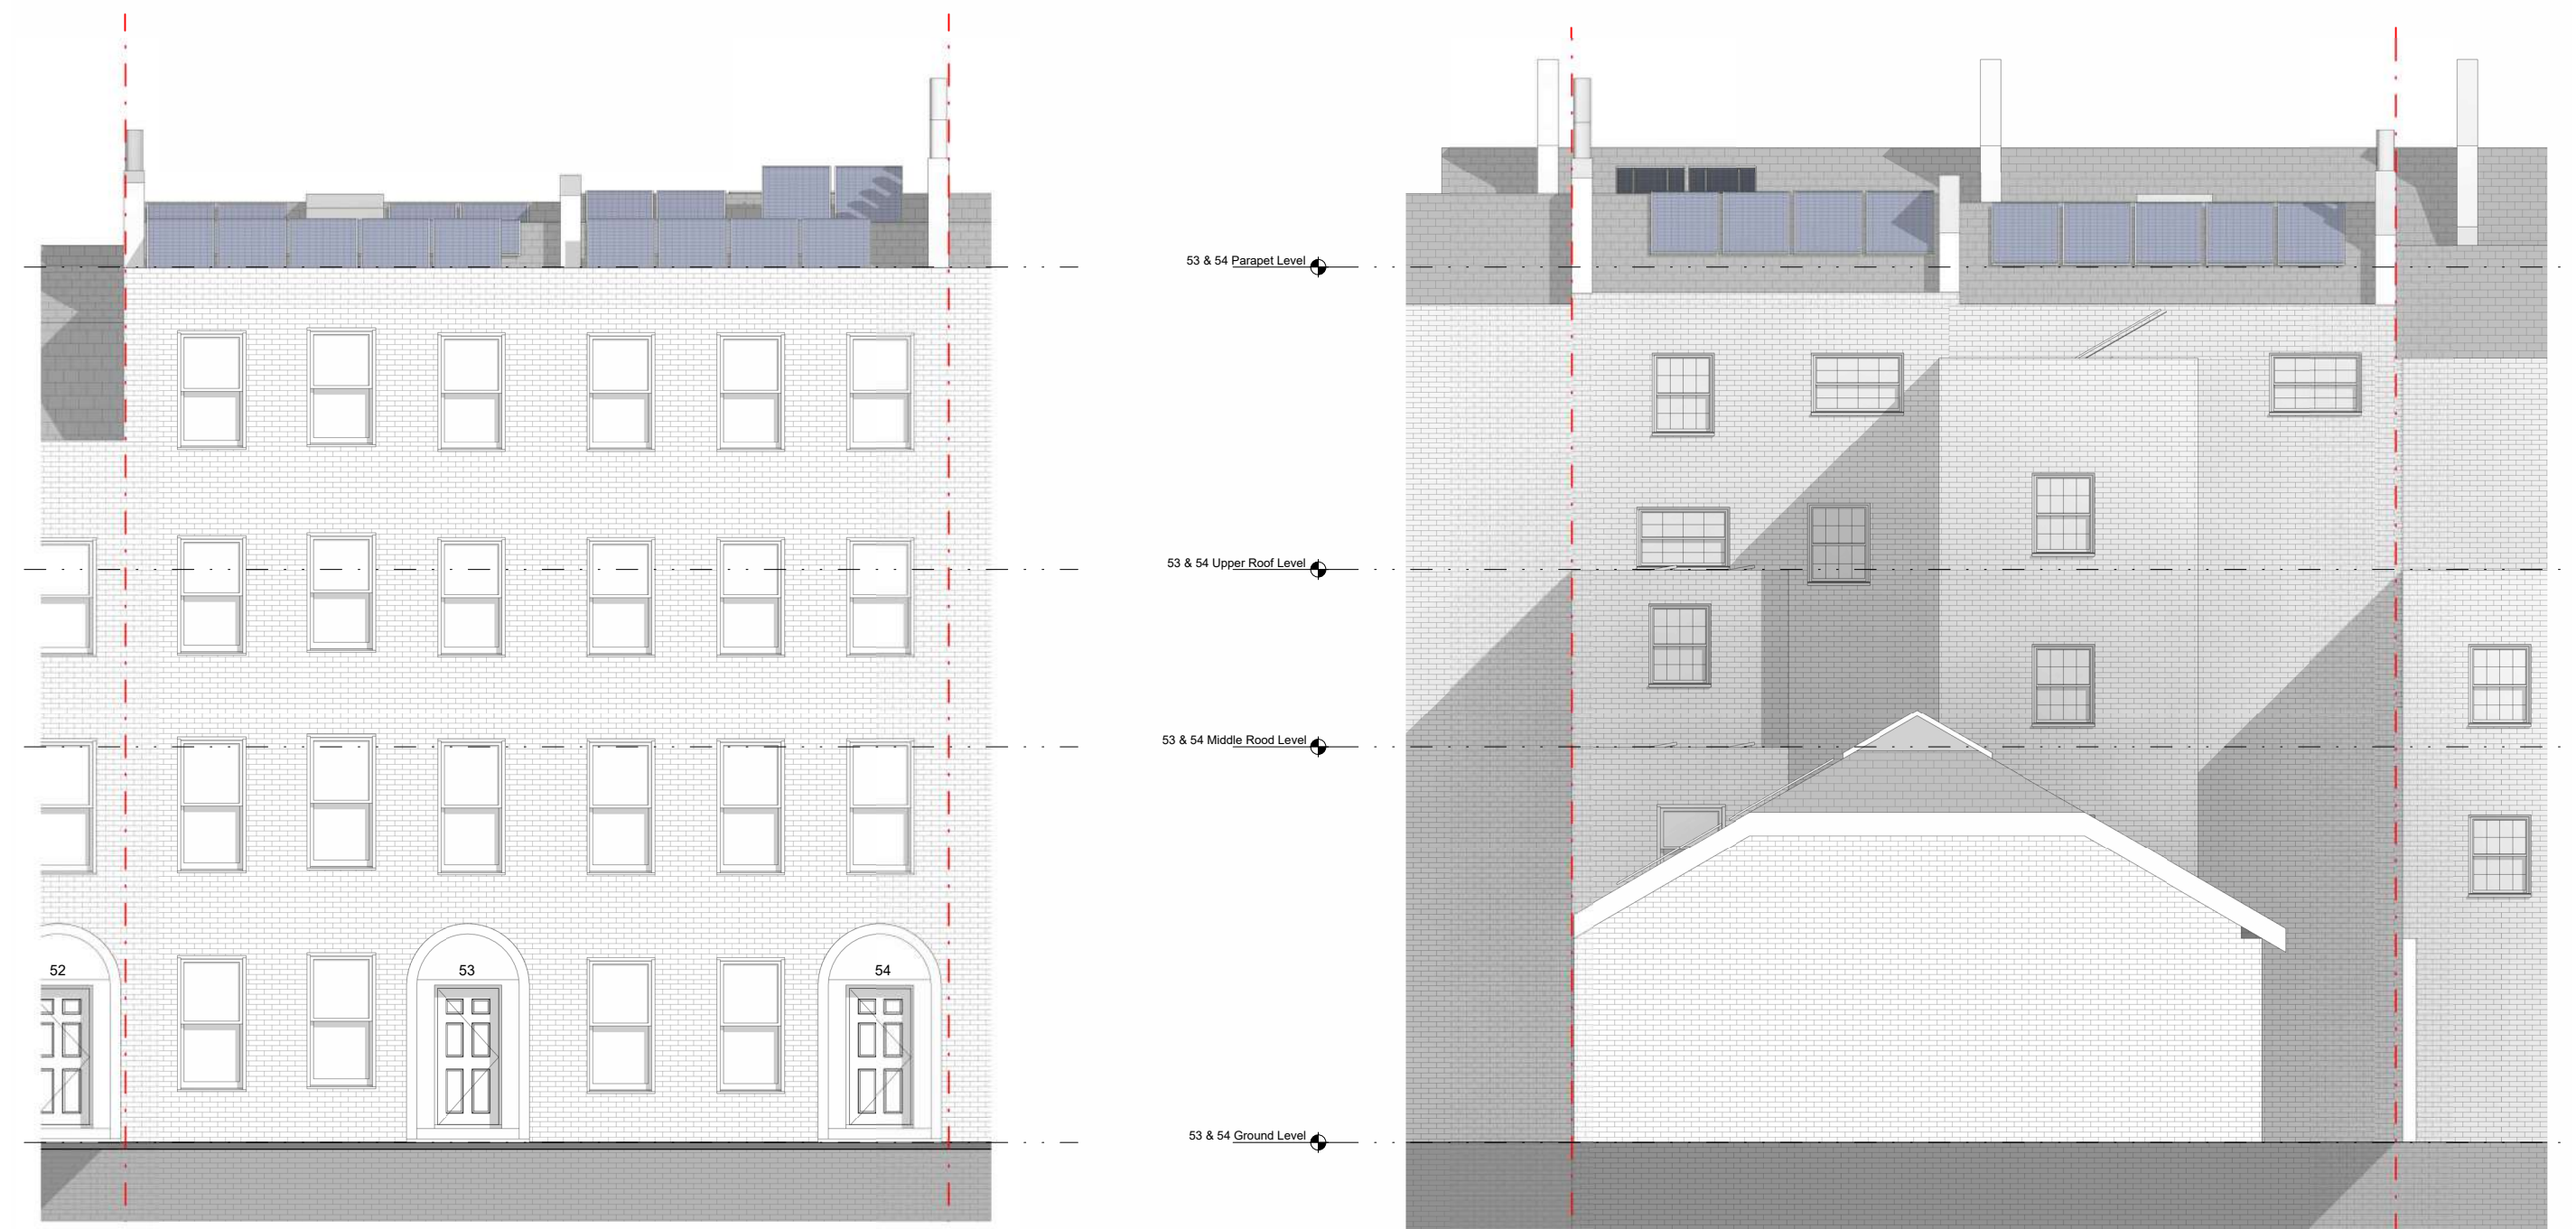 53 & 54 Parapet Level
53 & 54 Upper Roof Level
53 & 54 Middle Rood Level
52
53
54
53 & 54 Ground Level